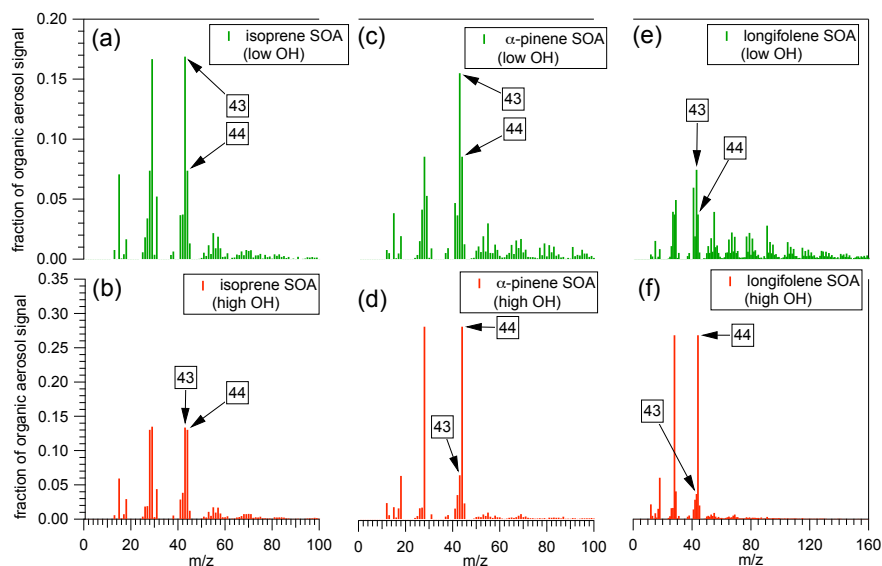 (a)
isoprene SOA
(low OH)
43
44
(c)
α-pinene SOA
(low OH)
43
44
(e)
longifolene SOA
(low OH)
43
44
0.20
0.15
0.10
0.05
0.00
fraction of organic aerosol signal
(b)
isoprene SOA
(high OH)
43
44
(d)
α-pinene SOA
(high OH)
44
43
(f)
longifolene SOA
(high OH)
44
43
0.35
0.30
0.25
0.20
0.15
0.10
0.05
0.00
fraction of organic aerosol signal
0 20 40 60 80 100
m/z
0 20 40 60 80 100
m/z
0 40 80 120 160
m/z